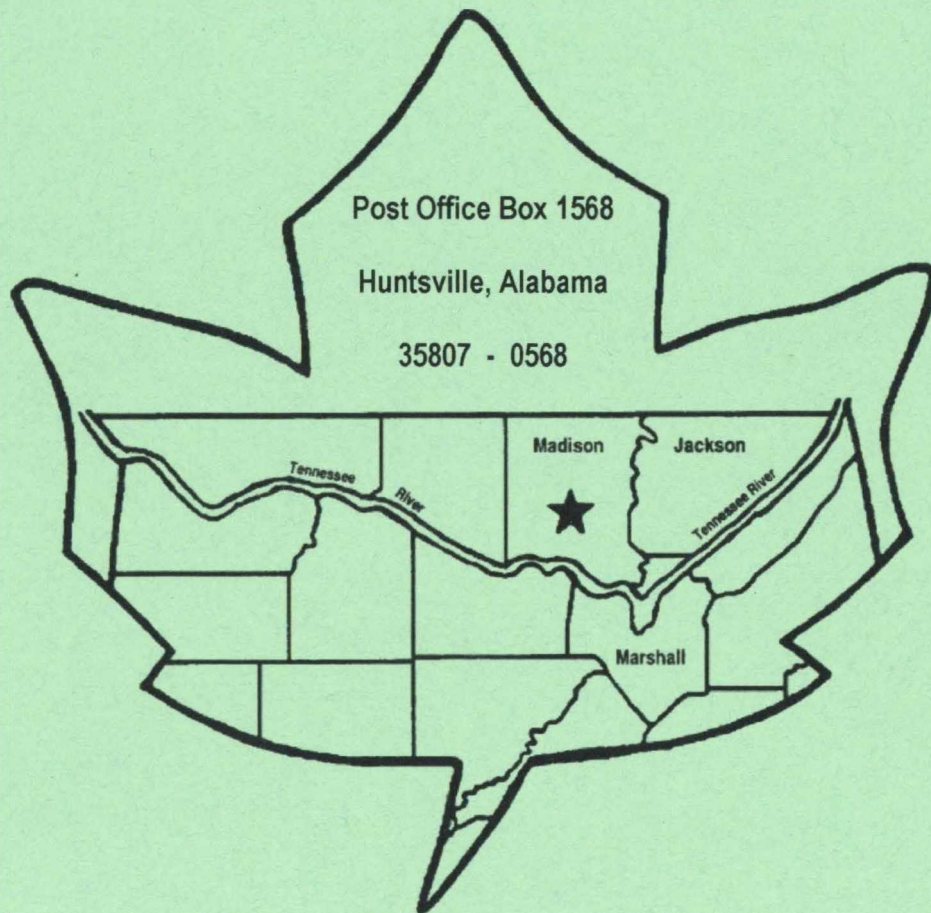 Post Office Box 1568
Huntsville, Alabama
35807 - 0568
Madison
Jackson
Tennessee
River
Tennessee River
Marshall